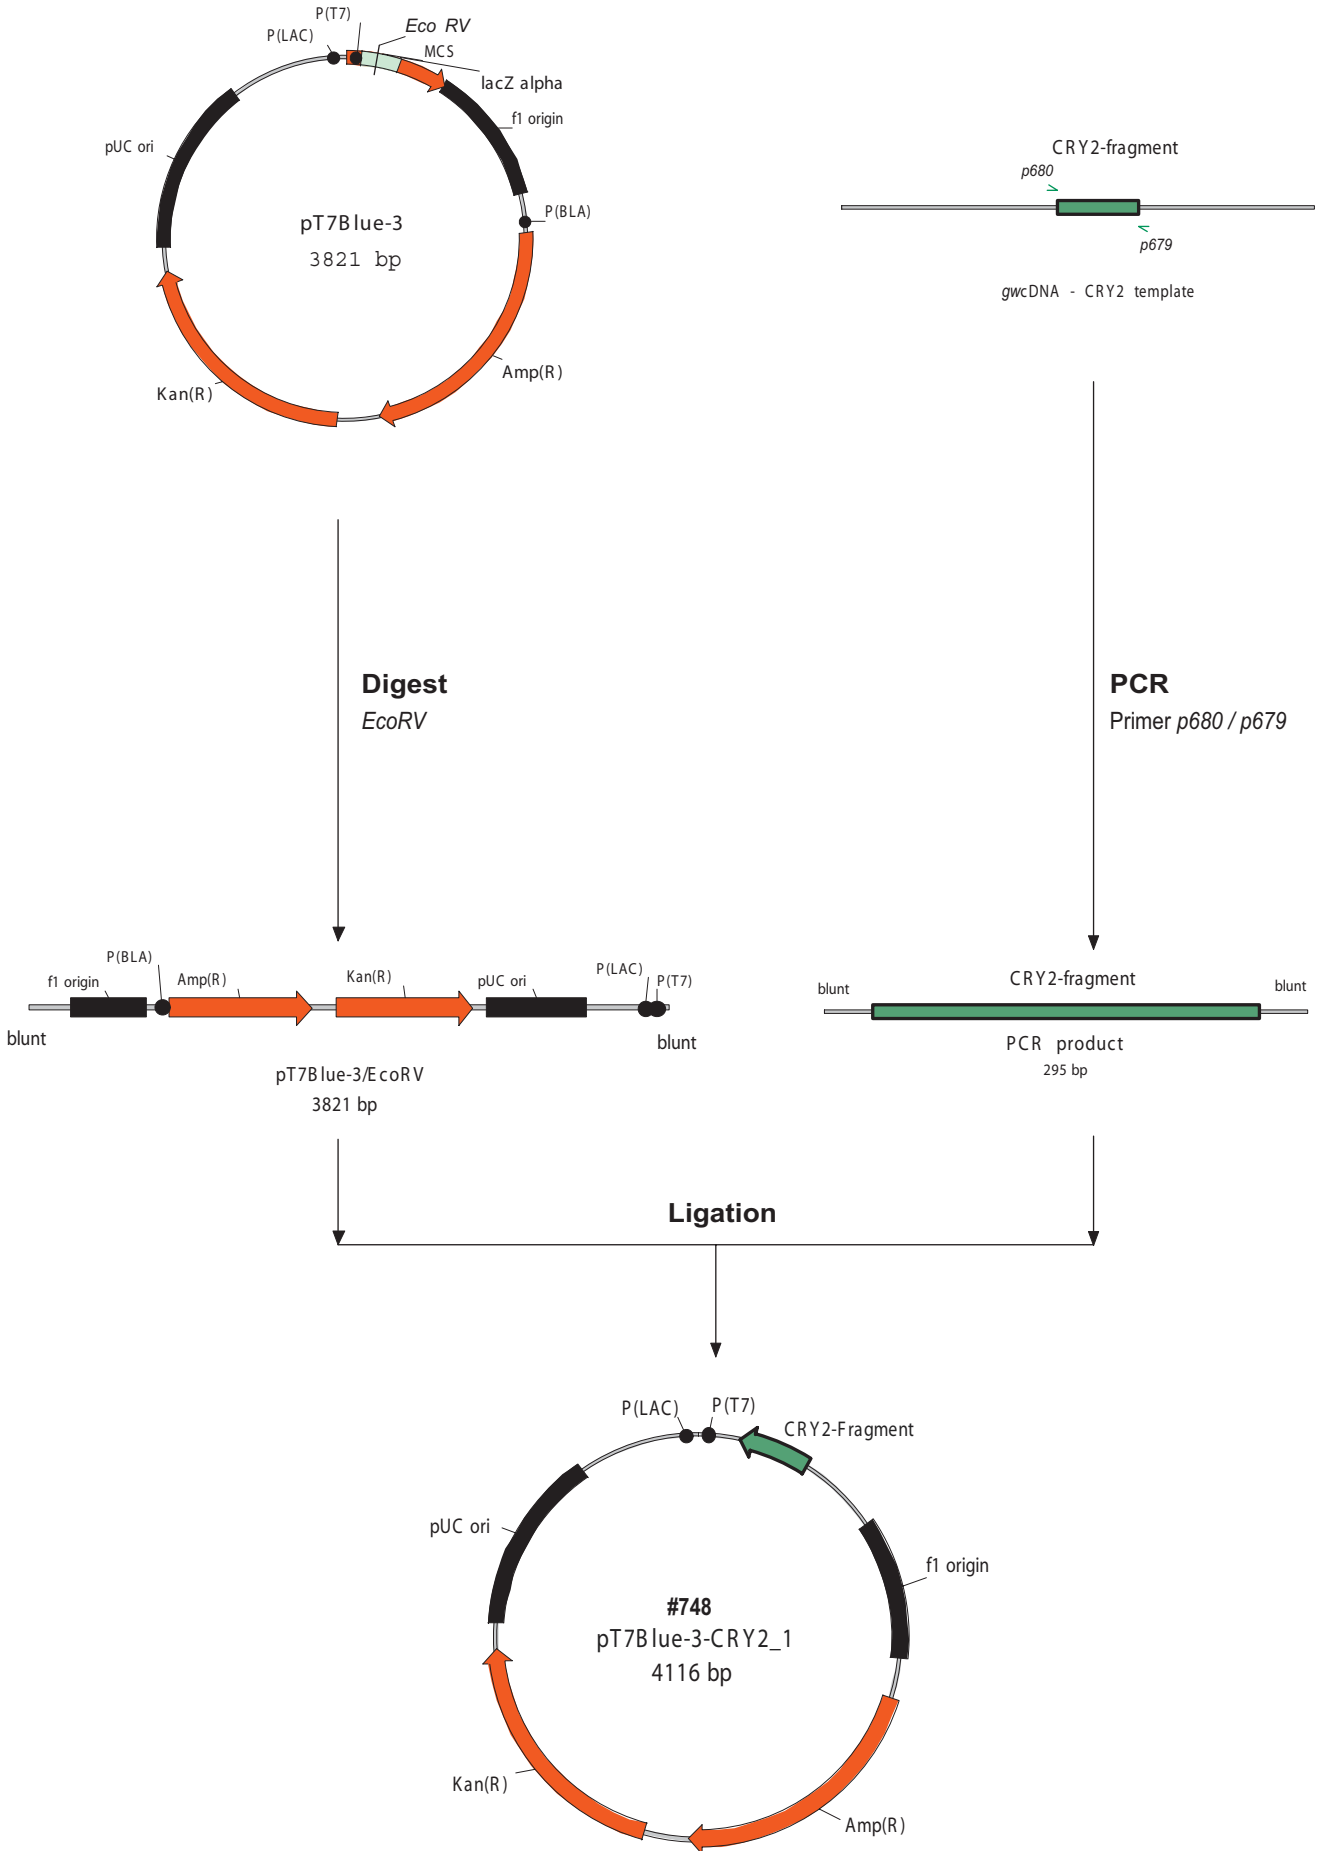 P(T7)
Eco RV
P(LAC)
MCS
lacZ alpha
f1 origin
pUC ori
P(BLA)
pT7Blue-3
3821 bp
Amp(R)
Kan(R)
CRY2-fragment
p680
p679
gwcDNA - CRY2 template
Digest
EcoRV
PCR
Primer p680 / p679
P(BLA)
f1 origin
Amp(R)
Kan(R)
pUC ori
P(LAC)
P(T7)
blunt
blunt
pT7Blue-3/EcoRV
3821 bp
CRY2-fragment
blunt
blunt
PCR product
295 bp
Ligation
P(LAC)
P(T7)
CRY2-Fragment
pUC ori
f1 origin
#748
pT7Blue-3-CRY2_1
4116 bp
Kan(R)
Amp(R)